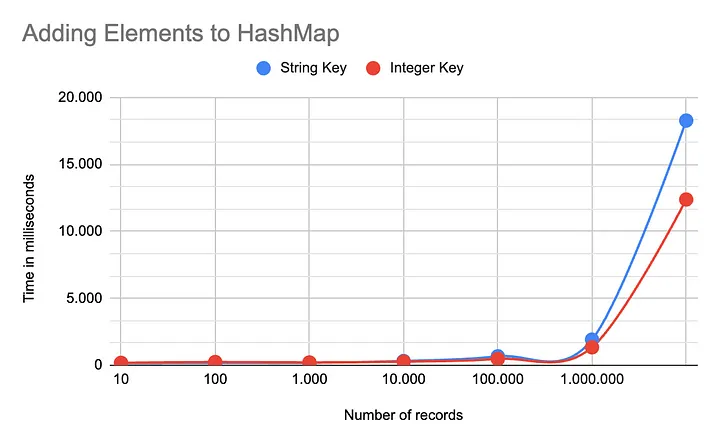 Adding Elements to HashMap
String Key Integer Key
20.000
15.000
10.000
5.000
0
Time in milliseconds
10 100 1.000 10.000 100.000 1.000.000
Number of records